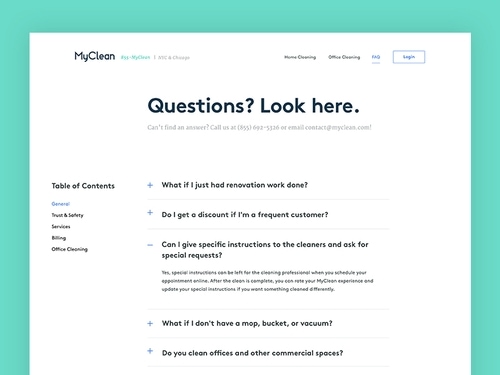 MyClean 855-MyClean | NYC & Chicago Home Cleaning Office Cleaning FAQ Login
Questions? Look here.
Can't find an answer? Call us at (855) 692-5326 or email contact@myclean.com!
Table of Contents
General
Trust & Safety
Services
Billing
Office Cleaning
+ What if I just had renovation work done?
+ Do I get a discount if I'm a frequent customer?
– Can I give specific instructions to the cleaners and ask for
special requests?
Yes, special instructions can be left for the cleaning professional when you schedule your
appointment online. After the clean is complete, you can rate your MyClean experience and
update your special instructions if you want something cleaned differently.
+ What if I don't have a mop, bucket, or vacuum?
+ Do you clean offices and other commercial spaces?